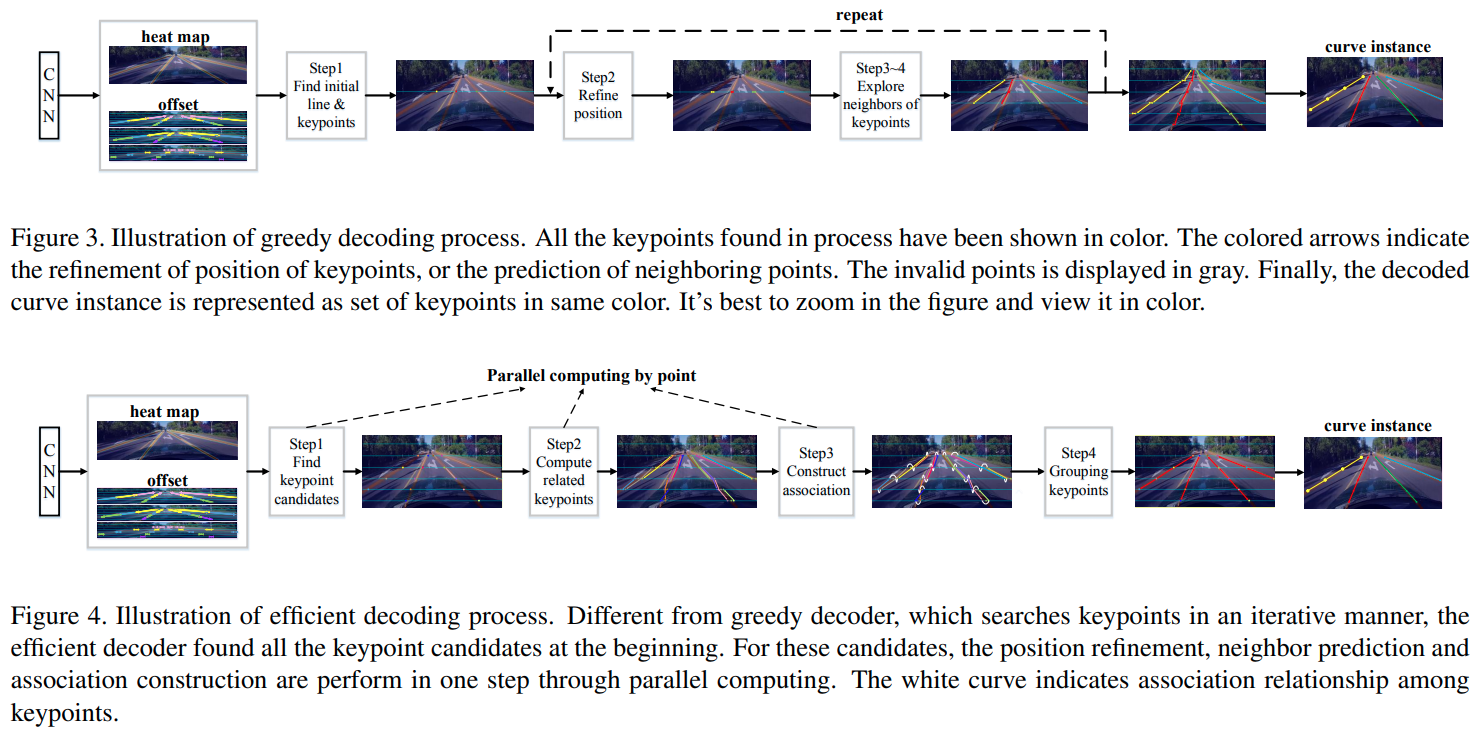 repeat
heat map
offset
C
N
N
Step1
Find initial
line &
keypoints
Step2
Refine
position
Step3~4
Explore
neighbors of
keypoints
curve instance
Figure 3. Illustration of greedy decoding process. All the keypoints found in process have been shown in color. The colored arrows indicate
the refinement of position of keypoints, or the prediction of neighboring points. The invalid points is displayed in gray. Finally, the decoded
curve instance is represented as set of keypoints in same color. It's best to zoom in the figure and view it in color.
Parallel computing by point
heat map
offset
C
N
N
Step1
Find
keypoint
candidates
Step2
Compute
related
keypoints
Step3
Construct
association
Step4
Grouping
keypoints
curve instance
Figure 4. Illustration of efficient decoding process. Different from greedy decoder, which searches keypoints in an iterative manner, the
efficient decoder found all the keypoint candidates at the beginning. For these candidates, the position refinement, neighbor prediction and
association construction are perform in one step through parallel computing. The white curve indicates association relationship among
keypoints.